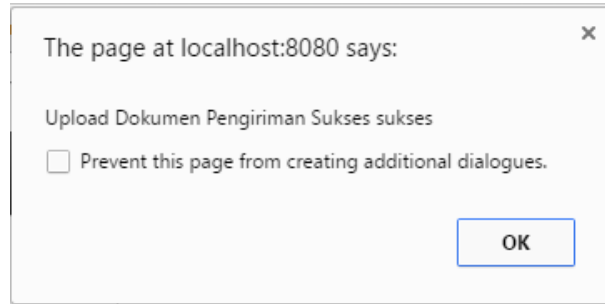 The page at localhost:8080 says:
Upload Dokumen Pengiriman Sukses sukses
Prevent this page from creating additional dialogues.
OK